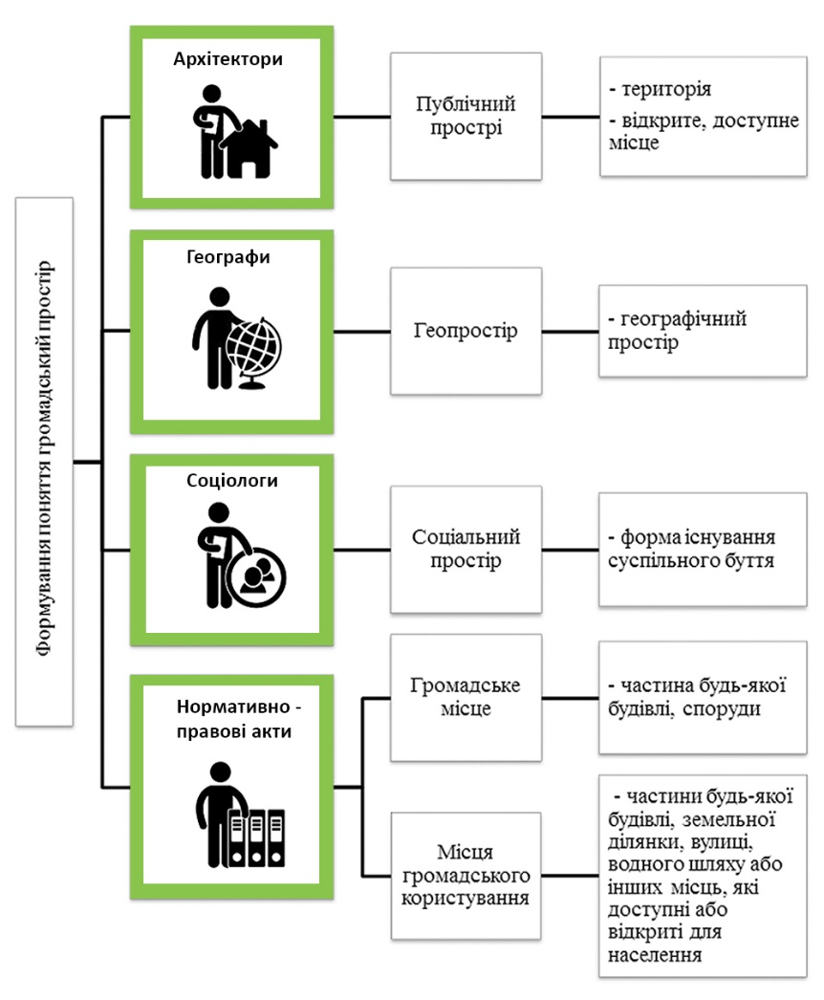 Формування поняття громадський простір
Архітектори
Публічний
прострі
- територія
- відкрите, доступне
місце
Географи
Геопростір
- географічний
простір
Соціологи
Соціальний
простір
- форма існування
суспільного буття
Нормативно -
правові акти
Громадське
місце
- частина будь-якої
будівлі, споруди
Місця
громадського
користування
- частини будь-якої
будівлі, земельної
ділянки, вулиці,
водного шляху або
інших місць, які
доступні або
відкриті для
населення